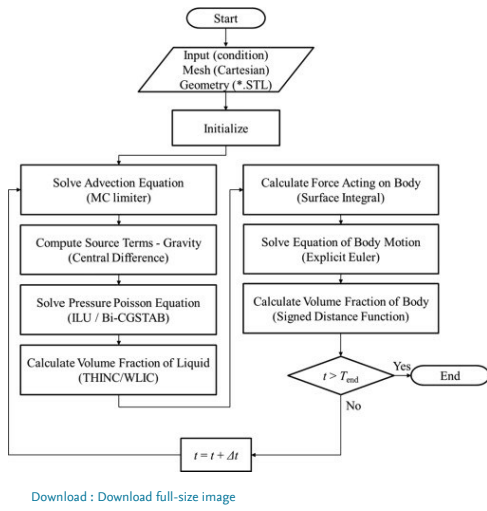 Start
Input (condition)
Mesh (Cartesian)
Geometry (*.STL)
Initialize
Solve Advection Equation
(MC limiter)
Compute Source Terms - Gravity
(Central Difference)
Solve Pressure Poisson Equation
(ILU / Bi-CGSTAB)
Calculate Volume Fraction of Liquid
(THINC/WLIC)
Calculate Force Acting on Body
(Surface Integral)
Solve Equation of Body Motion
(Explicit Euler)
Calculate Volume Fraction of Body
(Signed Distance Function)
t > Tend
Yes
End
No
t = t + Δt
Download : Download full-size image